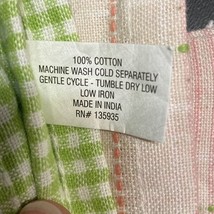 100% COTTON
MACHINE WASH COLD SEPARATELY
GENTLE CYCLE - TUMBLE DRY LOW
LOW IRON
MADE IN INDIA
RN# 135935